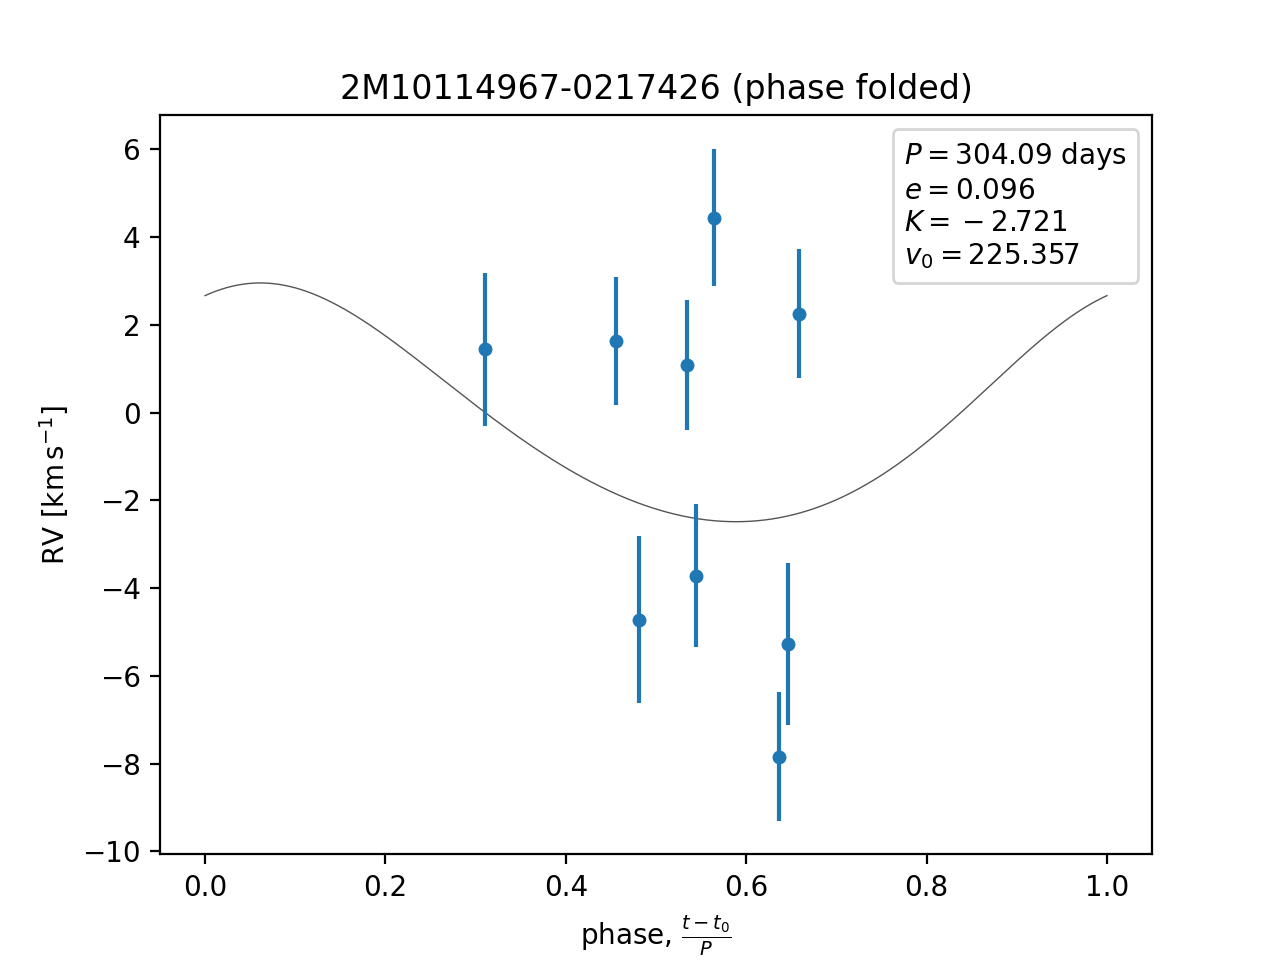 2M10114967-0217426 (phase folded)
P = 304.09 days
e = 0.096
K = −2.721
v₀ = 225.357
6
4
2
0
−2
−4
−6
−8
−10
RV [km s⁻¹]
0.0 0.2 0.4 0.6 0.8 1.0
phase, (t − t₀)/P